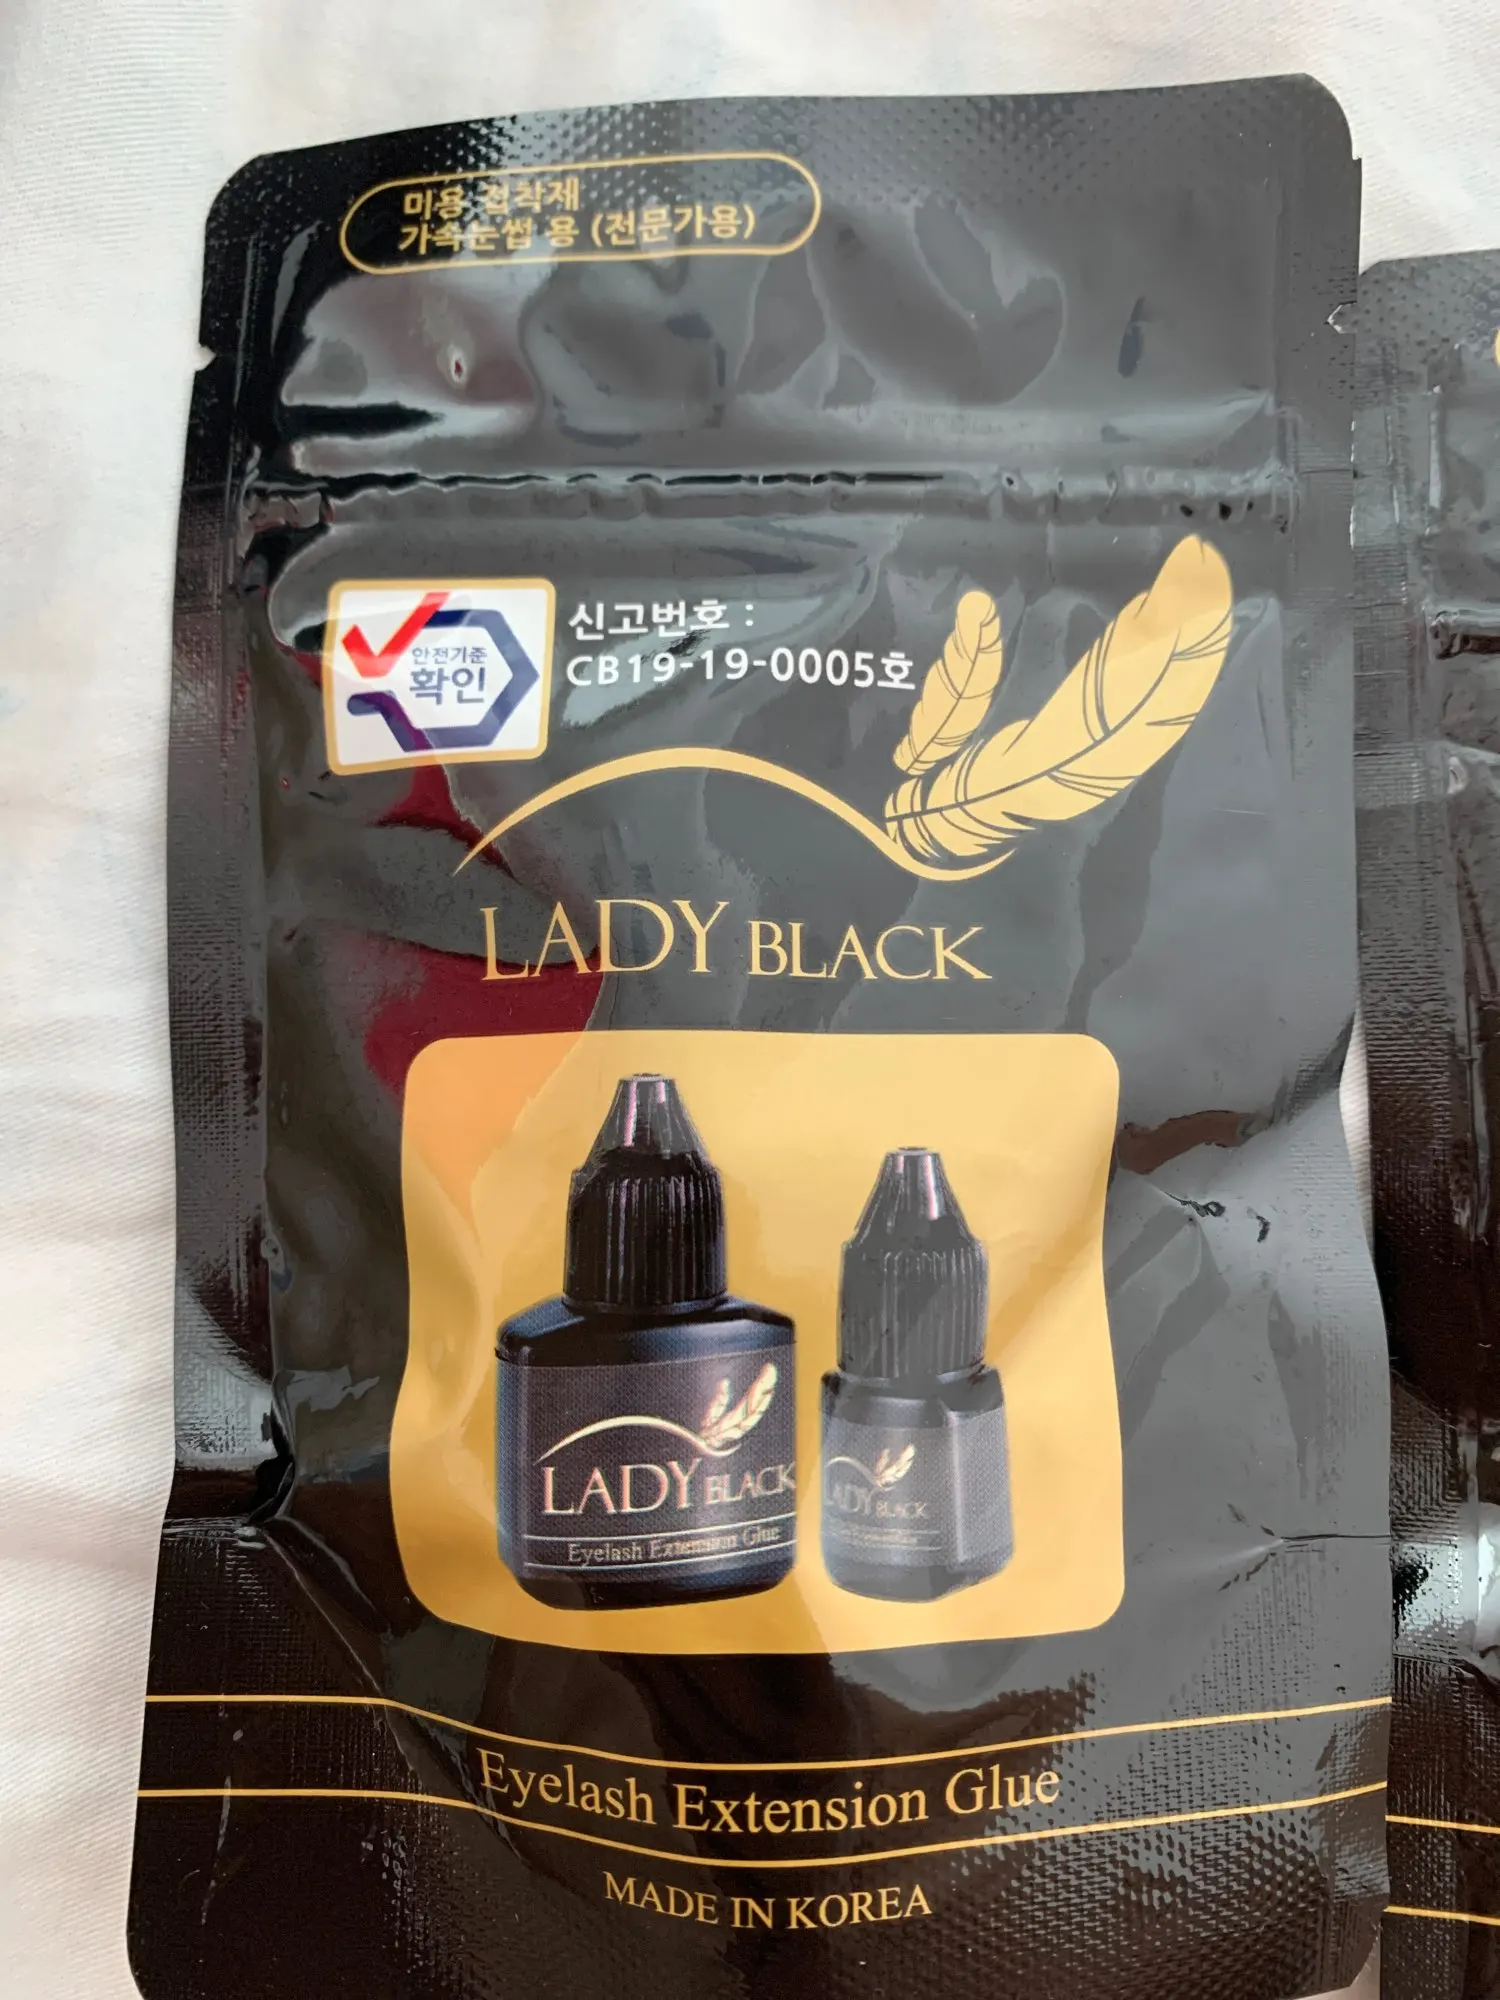 미용 접착제
가속눈썹 용 (전문가용)
안전기준
확인
신고번호 :
CB19-19-0005호
LADY BLACK
LADY BLACK
Eyelash Extension Glue
LADY BLACK
Eyelash Extension Glue
MADE IN KOREA